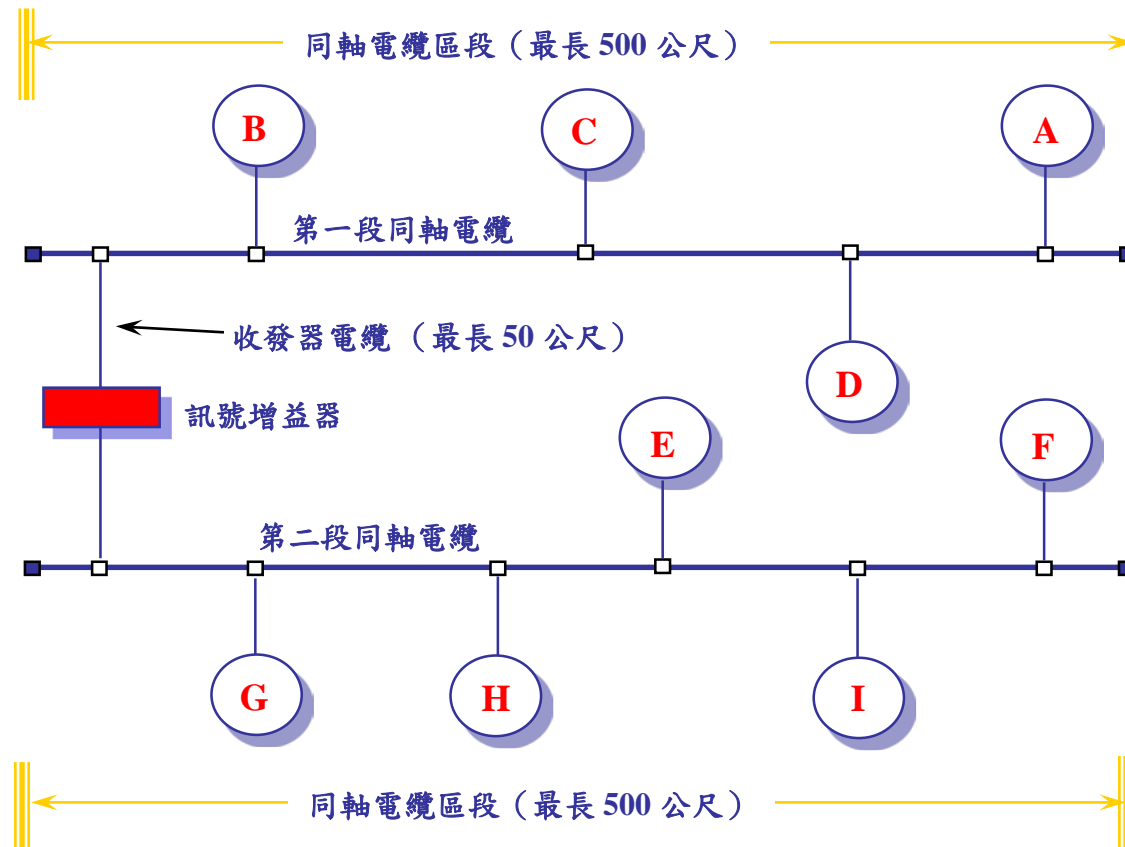 同軸電纜區段（最長 500 公尺）
B
C
A
第一段同軸電纜
收發器電纜 （最長 50 公尺）
D
訊號增益器
E
F
第二段同軸電纜
G
H
I
同軸電纜區段（最長 500 公尺）